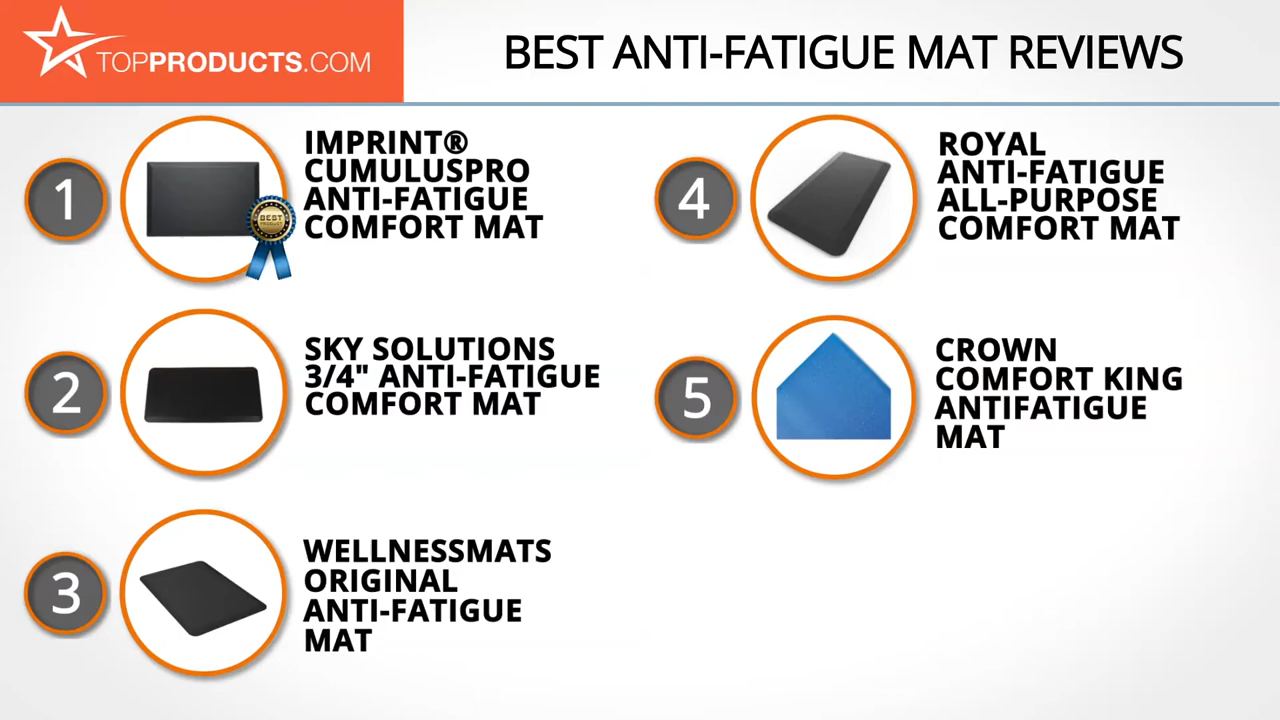 TOPPRODUCTS.COM
BEST ANTI-FATIGUE MAT REVIEWS
1
IMPRINT®
CUMULUSPRO
ANTI-FATIGUE
COMFORT MAT
BEST
PRODUCT
2
SKY SOLUTIONS
3/4" ANTI-FATIGUE
COMFORT MAT
3
WELLNESSMATS
ORIGINAL
ANTI-FATIGUE
MAT
4
ROYAL
ANTI-FATIGUE
ALL-PURPOSE
COMFORT MAT
5
CROWN
COMFORT KING
ANTIFATIGUE
MAT